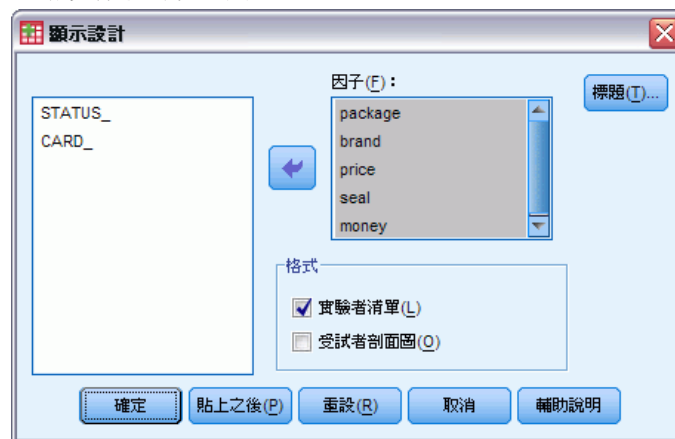 顯示設計
因子(F)：
標題(T)...
STATUS_
CARD_
package
brand
price
seal
money
格式
實驗者清單(L)
受試者剖面圖(O)
確定
貼上之後(P)
重設(R)
取消
輔助說明